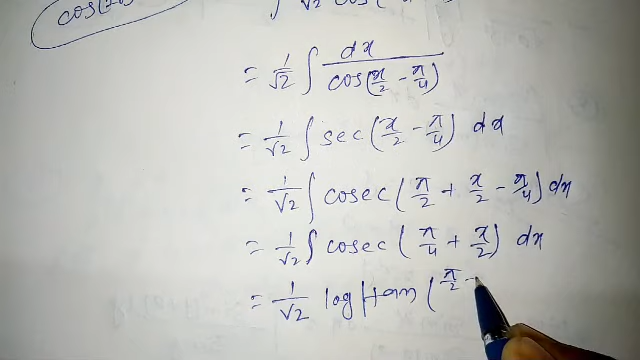 ∫ √2 cos(
= 1/√2 ∫ dx / cos(x/2 − π/4)
= 1/√2 ∫ sec(x/2 − π/4) dx
= 1/√2 ∫ cosec(π/2 + x/2 − π/4) dx
= 1/√2 ∫ cosec(π/4 + x/2) dx
= 1/√2 log|tan(π/2